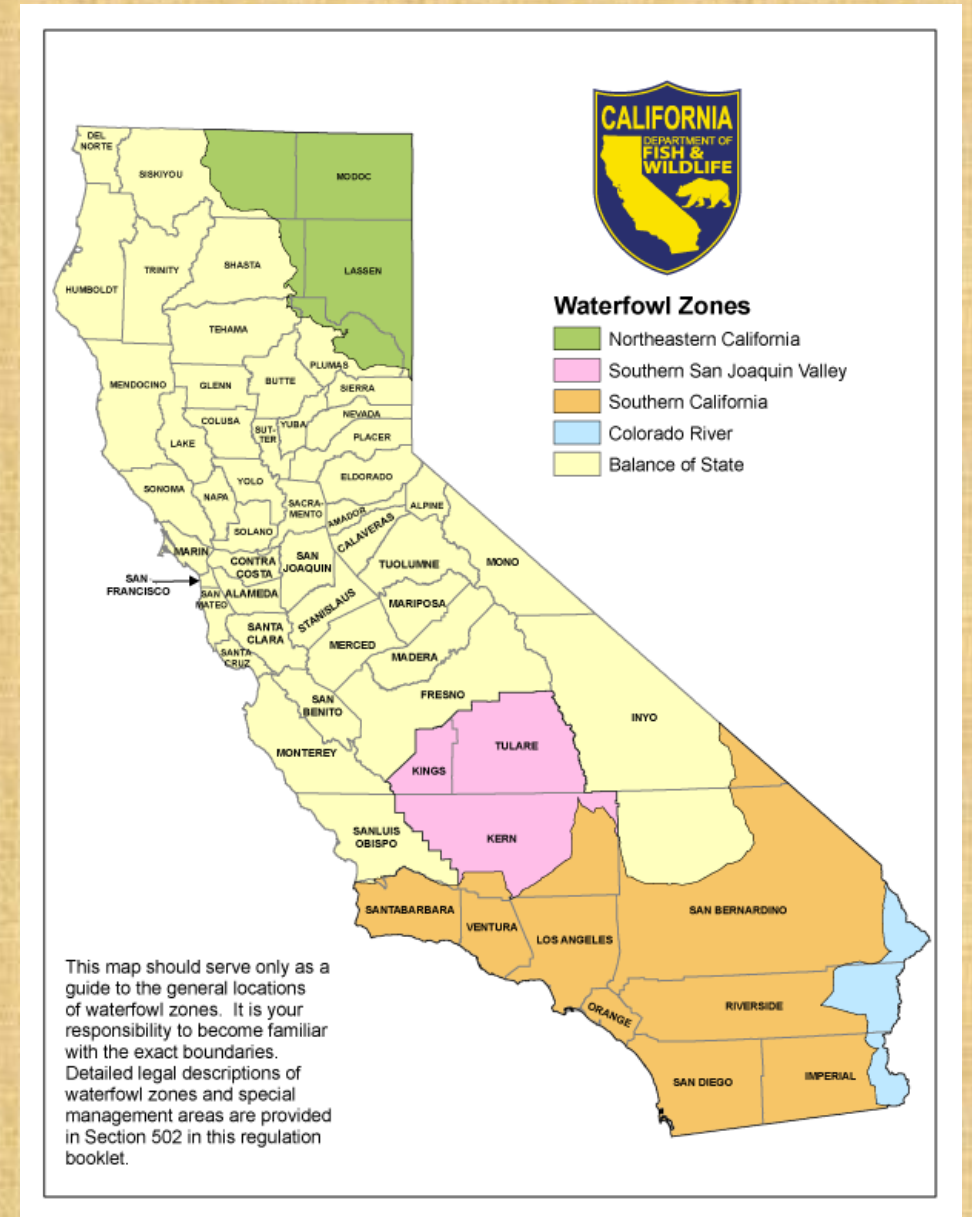 CALIFORNIA
DEPARTMENT OF
FISH &
WILDLIFE
DEL
NORTE
SISKIYOU
MODOC
HUMBOLDT
TRINITY
SHASTA
LASSEN
TEHAMA
PLUMAS
MENDOCINO
GLENN
BUTTE
SIERRA
NEVADA
COLUSA
SUT-
TER
YUBA
PLACER
LAKE
ELDORADO
SONOMA
NAPA
YOLO
SACRA-
MENTO
AMADOR
ALPINE
SOLANO
CALAVERAS
MARIN
CONTRA
COSTA
SAN
JOAQUIN
TUOLUMNE
MONO
SAN
FRANCISCO
SAN
MATEO
ALAMEDA
STANISLAUS
MARIPOSA
SANTA
CLARA
MERCED
SANTA
CRUZ
MADERA
SAN
BENITO
FRESNO
INYO
MONTEREY
TULARE
KINGS
SANLUIS
OBISPO
KERN
SANTABARBARA
VENTURA
LOS ANGELES
SAN BERNARDINO
ORANGE
RIVERSIDE
SAN DIEGO
IMPERIAL
Waterfowl Zones
Northeastern California
Southern San Joaquin Valley
Southern California
Colorado River
Balance of State
This map should serve only as a
guide to the general locations
of waterfowl zones. It is your
responsibility to become familiar
with the exact boundaries.
Detailed legal descriptions of
waterfowl zones and special
management areas are provided
in Section 502 in this regulation
booklet.